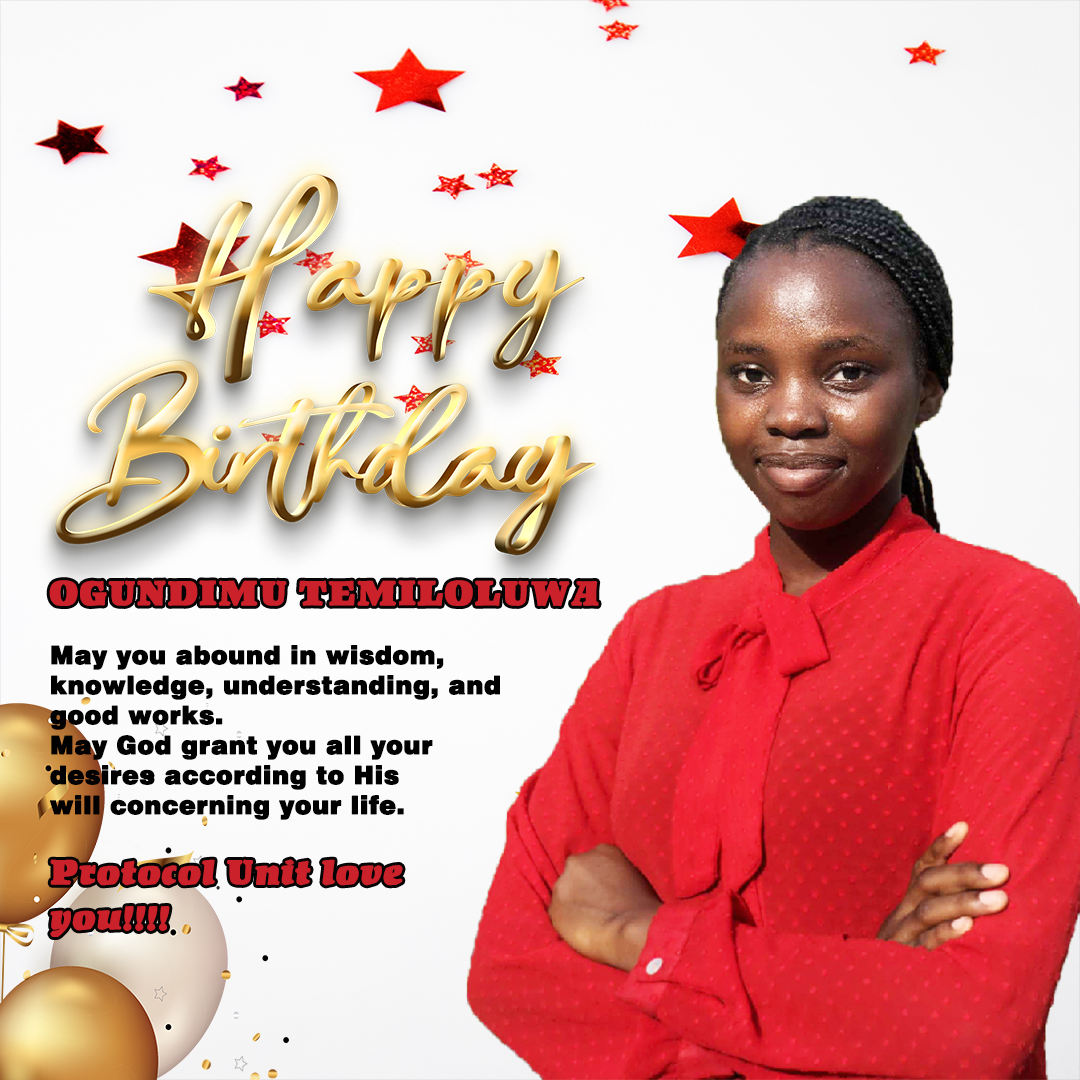 Happy
Birthday
OGUNDIMU TEMILOLUWA
May you abound in wisdom,
knowledge, understanding, and
good works.
May God grant you all your
desires according to His
will concerning your life.
Protocol Unit love
you!!!!